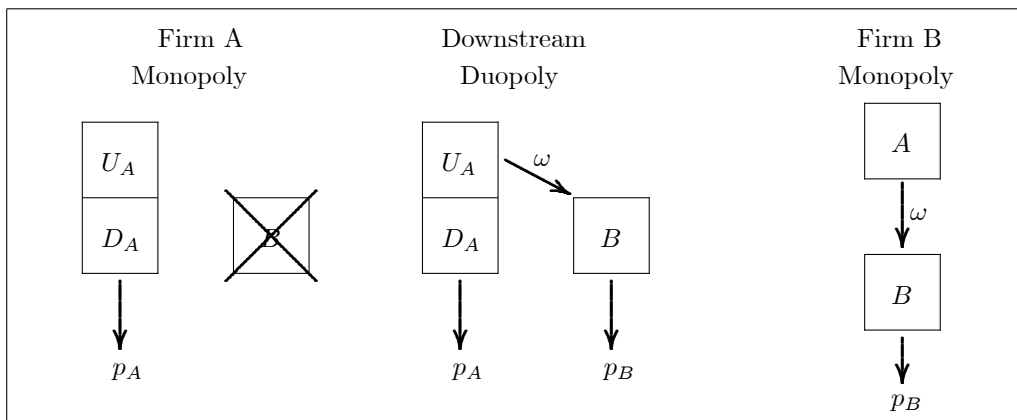 Firm A
Monopoly
U_A
D_A
B
p_A
Downstream
Duopoly
U_A
ω
D_A
B
p_A
p_B
Firm B
Monopoly
A
ω
B
p_B